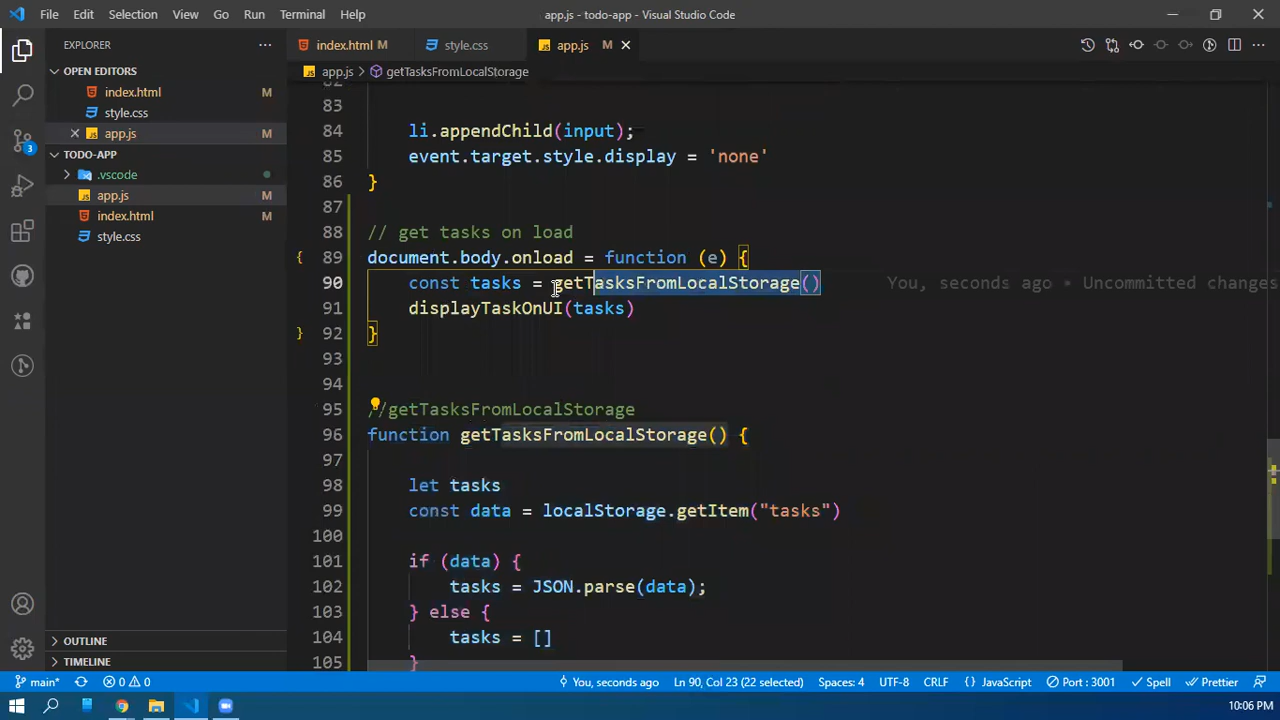 File Edit Selection View Go Run Terminal Help
app.js - todo-app - Visual Studio Code
EXPLORER
OPEN EDITORS
index.html M
style.css
app.js M
TODO-APP
.vscode
app.js M
index.html M
style.css
OUTLINE
TIMELINE
index.html M style.css app.js M
app.js > getTasksFromLocalStorage
83
84 li.appendChild(input);
85 event.target.style.display = 'none'
86 }
87
88 // get tasks on load
89 document.body.onload = function (e) {
90 const tasks = getTasksFromLocalStorage() You, seconds ago • Uncommitted changes
91 displayTaskOnUI(tasks)
92 }
93
94
95 //getTasksFromLocalStorage
96 function getTasksFromLocalStorage() {
97
98 let tasks
99 const data = localStorage.getItem("tasks")
100
101 if (data) {
102 tasks = JSON.parse(data);
103 } else {
104 tasks = []
105 }
3
main* 0 0 You, seconds ago Ln 90, Col 23 (22 selected) Spaces: 4 UTF-8 CRLF {} JavaScript Port : 3001 Spell Prettier
10:06 PM